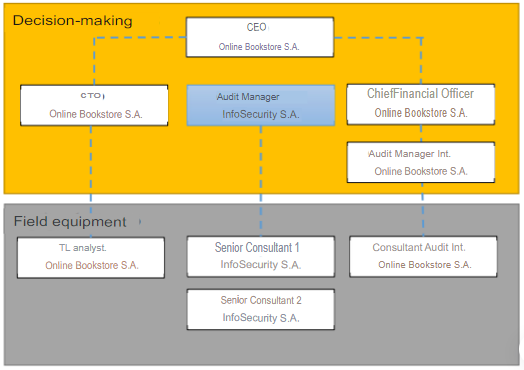 Decision-making
CEO
Online Bookstore S.A.
CTO)
Online Bookstore S.A.
Audit Manager
InfoSecurity S.A.
ChiefFinancial Officer
Online Bookstore S.A.
Audit Manager Int.
Online Bookstore S.A.
Field equipment
TL analyst.
Online Bookstore S.A.
Senior Consultant 1
InfoSecurity S.A.
Consultant Audit Int.
Online Bookstore S.A.
Senior Consultant 2
InfoSecurity S.A.